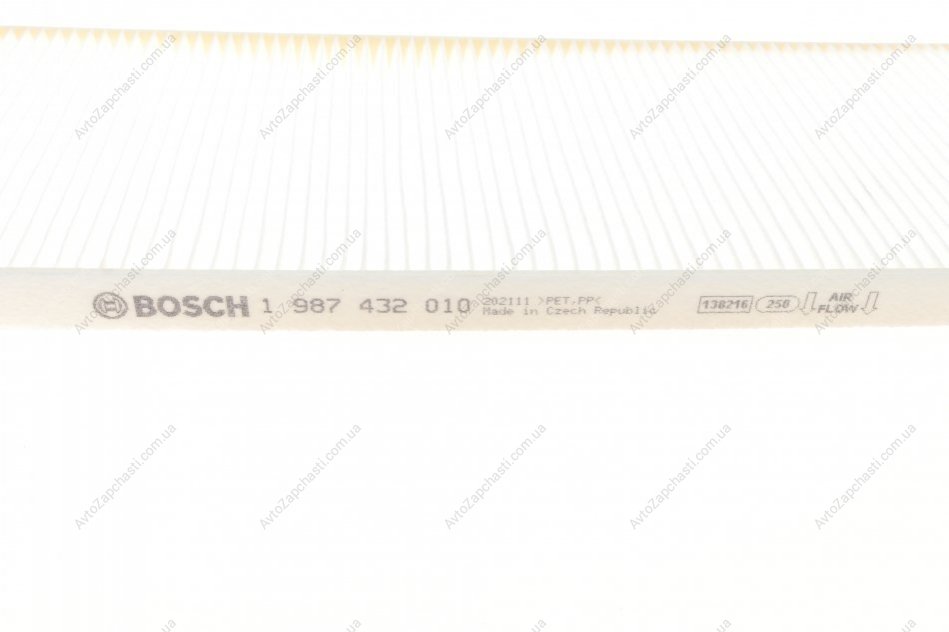 BOSCH 1 987 432 010 202111 >PET,PP< 138216 258 AIR
Made in Czech Republic FLOW
AvtoZapchasti.com.ua